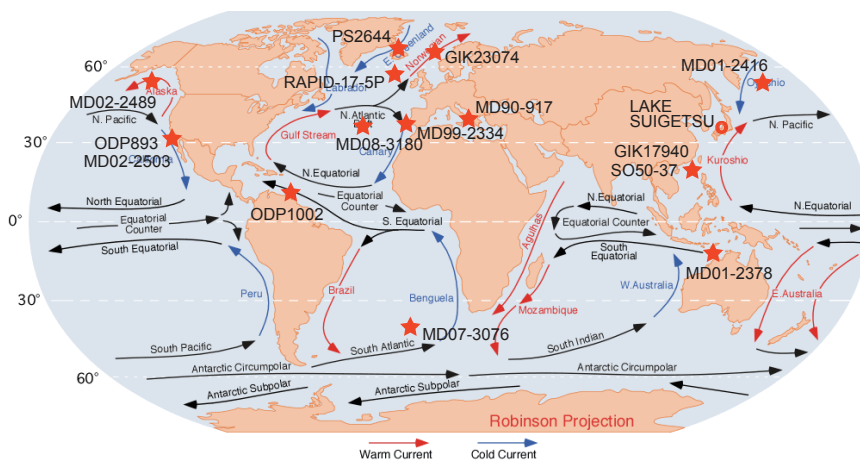 PS2644
E. Greenland
Norwegian
GIK23074
60°
RAPID-17-5P
Labrador
MD01-2416
Oyashio
Alaska
MD02-2489
N. Pacific
MD90-917
LAKE
SUIGETSU
N. Pacific
N.Atlantic
Gulf Stream
MD99-2334
30°
ODP893
MD02-2503
California
MD08-3180
Canary
GIK17940
SO50-37
Kuroshio
N.Equatorial
North Equatorial
Equatorial
Counter
ODP1002
Equatorial
Counter
N.Equatorial
N.Equatorial
0°
S. Equatorial
Agulhas
Equatorial Counter
South Equatorial
South
Equatorial
MD01-2378
Peru
Brazil
Benguela
W.Australia
E.Australia
30°
Mozambique
MD07-3076
South Pacific
South Atlantic
South Indian
60°
Antarctic Circumpolar
Antarctic Circumpolar
Antarctic Subpolar
Antarctic Subpolar
Robinson Projection
Warm Current
Cold Current